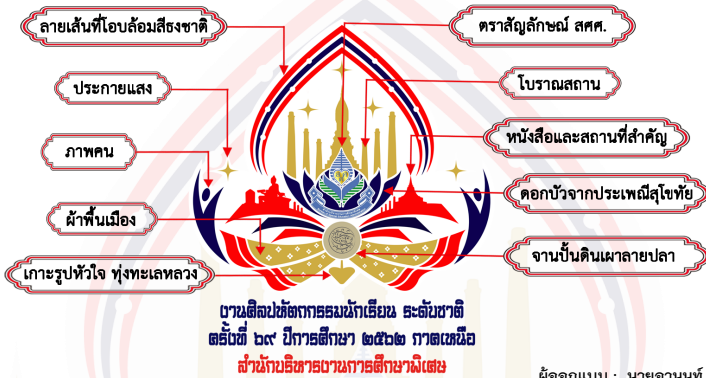 ลายเส้นที่โอบล้อมสีธงชาติ
ตราสัญลักษณ์ สศศ.
ประกายแสง
โบราณสถาน
ภาพคน
หนังสือและสถานที่สำคัญ
ผ้าพื้นเมือง
ดอกบัวจากประเพณีสุโขทัย
เกาะรูปหัวใจ ทุ่งทะเลหลวง
จานปั้นดินเผาลายปลา
งานศิลปหัตถกรรมนักเรียน ระดับชาติ
ครั้งที่ ๖๙ ปีการศึกษา ๒๕๖๒ ภาคเหนือ
สำนักบริหารงานการศึกษาพิเศษ
ผู้ออกแบบ : นายอานนท์